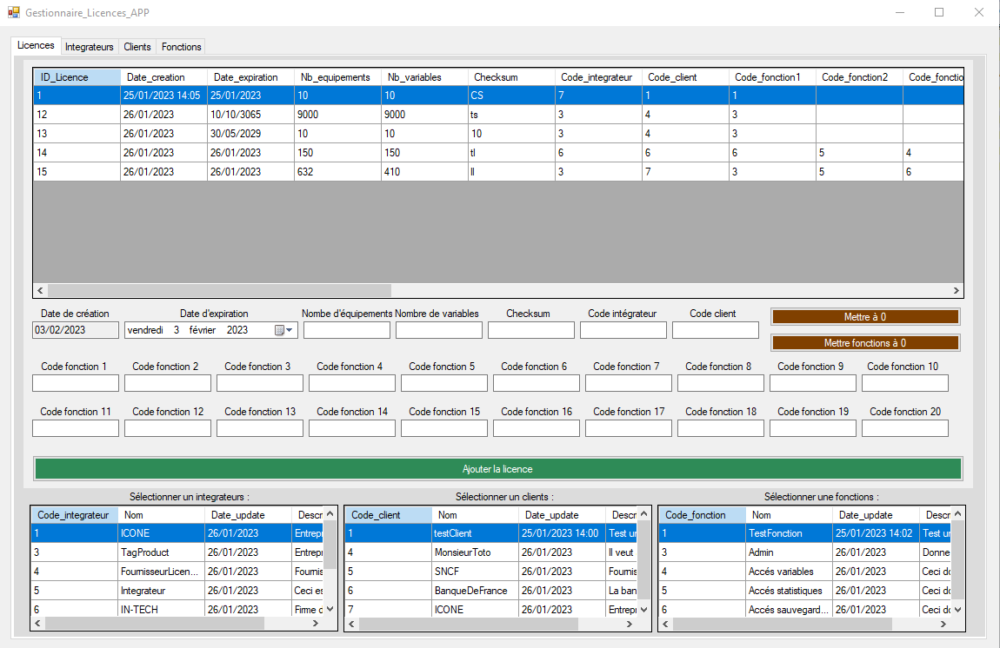 Gestionnaire_Licences_APP
Licences Integrateurs Clients Fonctions
ID_Licence Date_creation Date_expiration Nb_equipements Nb_variables Checksum Code_integrateur Code_client Code_fonction1 Code_fonction2 Code_fonctio
1 25/01/2023 14:05 25/01/2023 10 10 CS 7 1 1
12 26/01/2023 10/10/3065 9000 9000 ts 3 4 3
13 26/01/2023 30/05/2029 10 10 10 3 4 3
14 26/01/2023 26/01/2023 150 150 tl 6 6 6 5 4
15 26/01/2023 26/01/2023 632 410 ll 3 7 3 5 6
Date de création Date d'expiration Nombe d'équipements Nombre de variables Checksum Code intégrateur Code client Mettre à 0
03/02/2023 vendredi 3 février 2023
Mettre fonctions à 0
Code fonction 1 Code fonction 2 Code fonction 3 Code fonction 4 Code fonction 5 Code fonction 6 Code fonction 7 Code fonction 8 Code fonction 9 Code fonction 10
Code fonction 11 Code fonction 12 Code fonction 13 Code fonction 14 Code fonction 15 Code fonction 16 Code fonction 17 Code fonction 18 Code fonction 19 Code fonction 20
Ajouter la licence
Sélectionner un integrateurs :
Code_integrateur Nom Date_update Descr
1 ICONE 26/01/2023 Entrep
3 TagProduct 26/01/2023 Entrep
4 FournisseurLicen... 26/01/2023 Fournis
5 Integrateur 26/01/2023 Ceci es
6 IN-TECH 26/01/2023 Firme d
Sélectionner un clients :
Code_client Nom Date_update Descr
1 testClient 25/01/2023 14:00 Test ur
4 MonsieurToto 26/01/2023 Il veut
5 SNCF 26/01/2023 Fournis
6 BanqueDeFrance 26/01/2023 La ban
7 ICONE 26/01/2023 Entrep
Sélectionner une fonctions :
Code_fonction Nom Date_update Descr
1 TestFonction 25/01/2023 14:02 Test ur
3 Admin 26/01/2023 Donne
4 Accés variables 26/01/2023 Ceci do
5 Accés statistiques 26/01/2023 Ceci do
6 Accés sauvegard... 26/01/2023 Ceci do